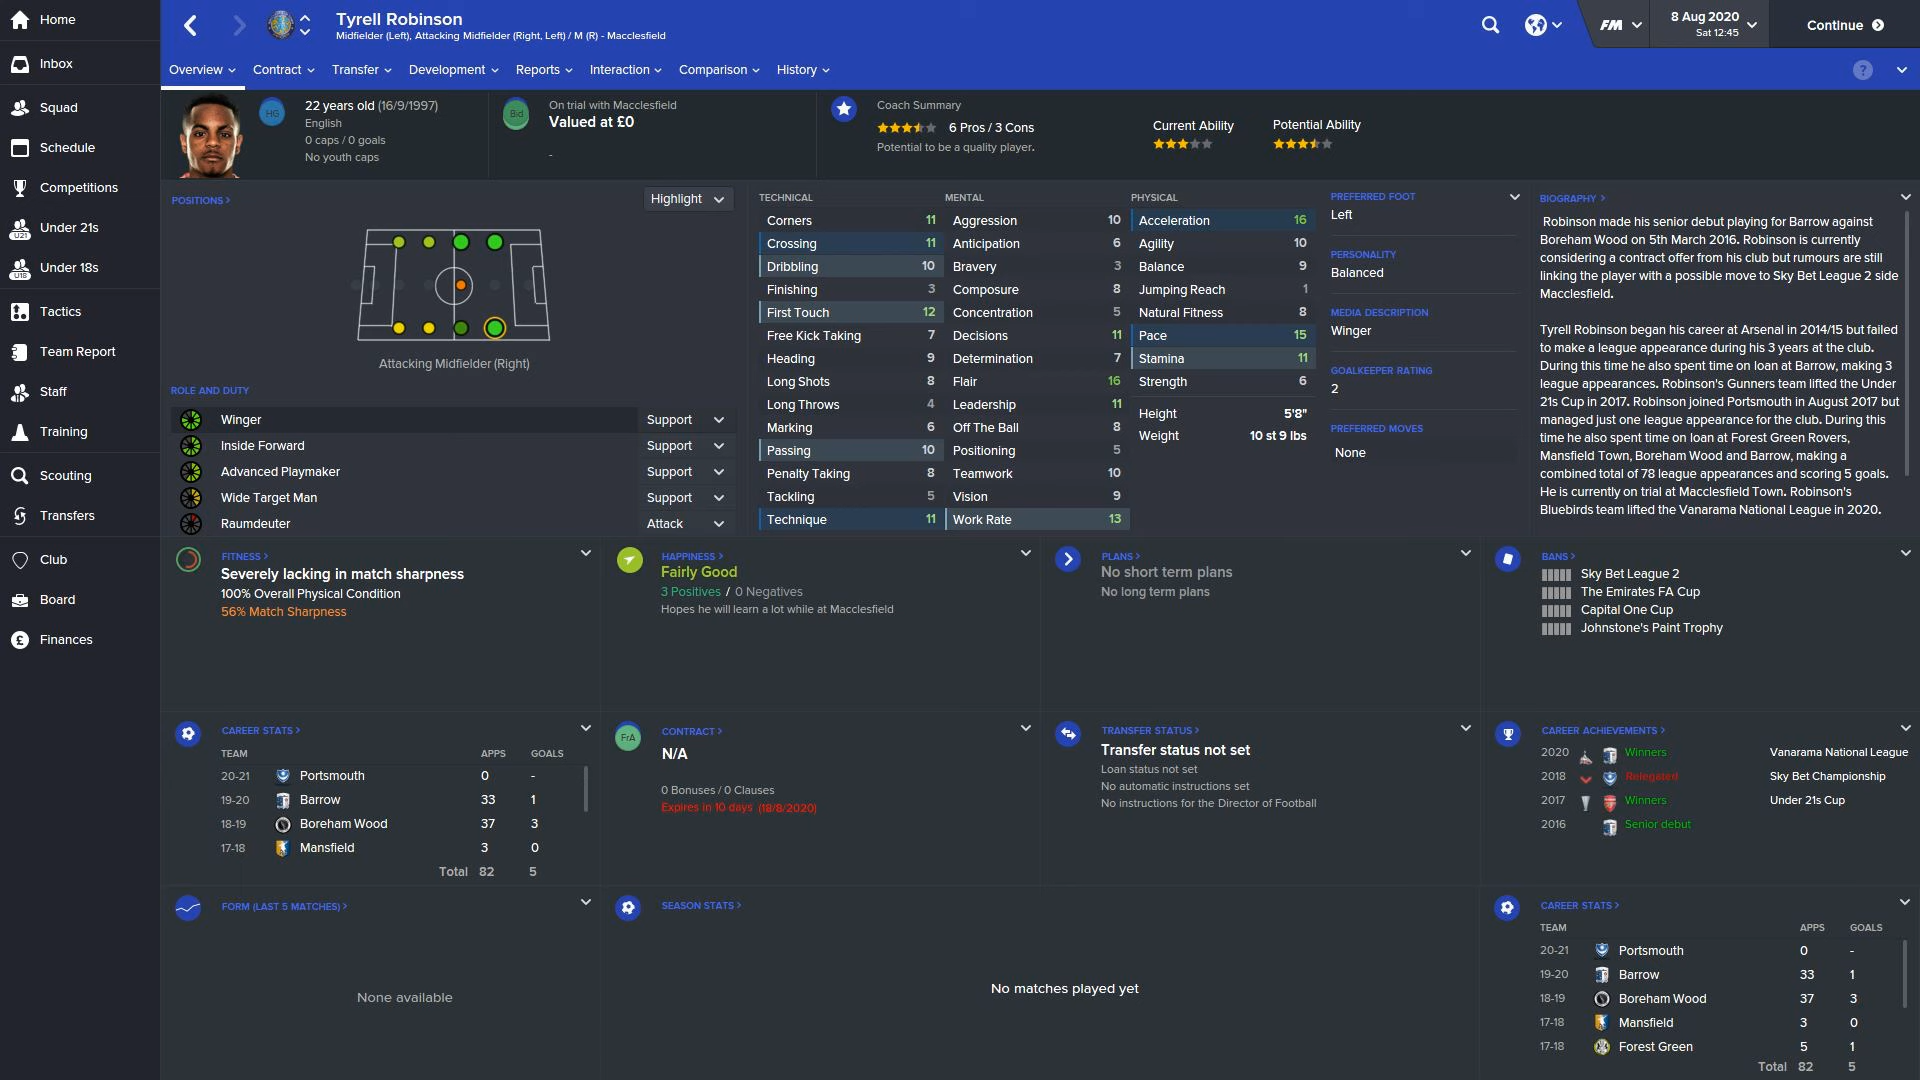 Home
Inbox
Squad
Schedule
Competitions
Under 21s
U21
Under 18s
U18
Tactics
Team Report
Staff
Training
Scouting
Transfers
Club
Board
Finances
Tyrell Robinson
Midfielder (Left), Attacking Midfielder (Right, Left) / M (R) - Macclesfield
FM
8 Aug 2020
Sat 12:45
Continue
Overview Contract Transfer Development Reports Interaction Comparison History
?
HG
22 years old (16/9/1997)
English
0 caps / 0 goals
No youth caps
Bid
On trial with Macclesfield
Valued at £0
-
Coach Summary
6 Pros / 3 Cons
Potential to be a quality player.
Current Ability
Potential Ability
POSITIONS >
Highlight
Attacking Midfielder (Right)
ROLE AND DUTY
Winger Support
Inside Forward Support
Advanced Playmaker Support
Wide Target Man Support
Raumdeuter Attack
TECHNICAL
Corners 11
Crossing 11
Dribbling 10
Finishing 3
First Touch 12
Free Kick Taking 7
Heading 9
Long Shots 8
Long Throws 4
Marking 6
Passing 10
Penalty Taking 8
Tackling 5
Technique 11
MENTAL
Aggression 10
Anticipation 6
Bravery 3
Composure 8
Concentration 5
Decisions 11
Determination 7
Flair 16
Leadership 11
Off The Ball 8
Positioning 5
Teamwork 10
Vision 9
Work Rate 13
PHYSICAL
Acceleration 16
Agility 10
Balance 9
Jumping Reach 1
Natural Fitness 8
Pace 15
Stamina 11
Strength 6
Height 5'8"
Weight 10 st 9 lbs
PREFERRED FOOT
Left
PERSONALITY
Balanced
MEDIA DESCRIPTION
Winger
GOALKEEPER RATING
2
PREFERRED MOVES
None
BIOGRAPHY >
Robinson made his senior debut playing for Barrow against
Boreham Wood on 5th March 2016. Robinson is currently
considering a contract offer from his club but rumours are still
linking the player with a possible move to Sky Bet League 2 side
Macclesfield.
Tyrell Robinson began his career at Arsenal in 2014/15 but failed
to make a league appearance during his 3 years at the club.
During this time he also spent time on loan at Barrow, making 3
league appearances. Robinson's Gunners team lifted the Under
21s Cup in 2017. Robinson joined Portsmouth in August 2017 but
managed just one league appearance for the club. During this
time he also spent time on loan at Forest Green Rovers,
Mansfield Town, Boreham Wood and Barrow, making a
combined total of 78 league appearances and scoring 5 goals.
He is currently on trial at Macclesfield Town. Robinson's
Bluebirds team lifted the Vanarama National League in 2020.
FITNESS >
Severely lacking in match sharpness
100% Overall Physical Condition
56% Match Sharpness
HAPPINESS >
Fairly Good
3 Positives / 0 Negatives
Hopes he will learn a lot while at Macclesfield
PLANS >
No short term plans
No long term plans
BANS >
Sky Bet League 2
The Emirates FA Cup
Capital One Cup
Johnstone's Paint Trophy
CAREER STATS >
TEAM APPS GOALS
20-21 Portsmouth 0 -
19-20 Barrow 33 1
18-19 Boreham Wood 37 3
17-18 Mansfield 3 0
Total 82 5
FrA
CONTRACT >
N/A
0 Bonuses / 0 Clauses
Expires in 10 days (18/8/2020)
TRANSFER STATUS >
Transfer status not set
Loan status not set
No automatic instructions set
No instructions for the Director of Football
CAREER ACHIEVEMENTS >
2020 Winners Vanarama National League
2018 Relegated Sky Bet Championship
2017 Winners Under 21s Cup
2016 Senior debut
FORM (LAST 5 MATCHES) >
None available
SEASON STATS >
No matches played yet
CAREER STATS >
TEAM APPS GOALS
20-21 Portsmouth 0 -
19-20 Barrow 33 1
18-19 Boreham Wood 37 3
17-18 Mansfield 3 0
17-18 Forest Green 5 1
Total 82 5